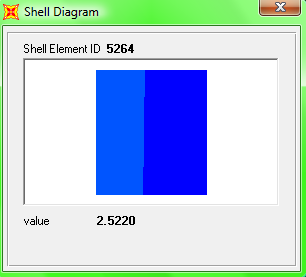 Shell Diagram
Shell Element ID 5264
value 2.5220